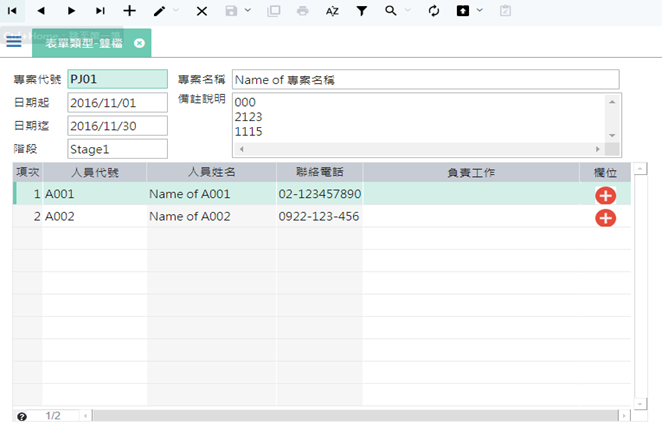 表單類型-雙檔
專案代號 PJ01 專案名稱 Name of 專案名稱
日期起 2016/11/01 備註說明 000
2123
日期迄 2016/11/30 1115
階段 Stage1
項次 人員代號 人員姓名 聯絡電話 負責工作 欄位
1 A001 Name of A001 02-123457890
2 A002 Name of A002 0922-123-456
1/2